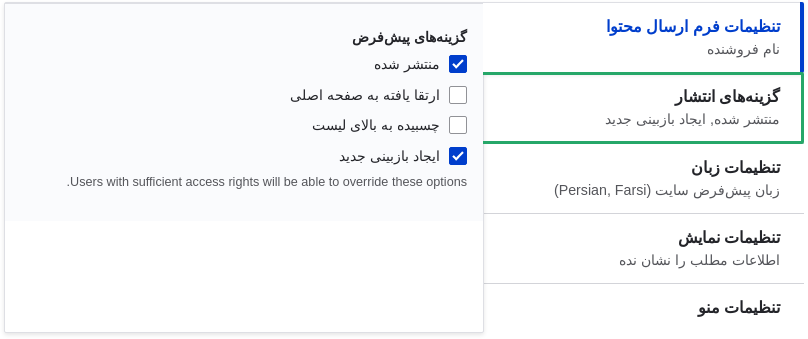 تنظیمات فرم ارسال محتوا
نام فروشنده
گزینه‌های انتشار
منتشر شده, ایجاد بازبینی جدید
تنظیمات زبان
زبان پیش‌فرض سایت (Persian, Farsi)
تنظیمات نمایش
اطلاعات مطلب را نشان نده
تنظیمات منو
گزینه‌های پیش‌فرض
منتشر شده
ارتقا یافته به صفحه اصلی
چسبیده به بالای لیست
ایجاد بازبینی جدید
Users with sufficient access rights will be able to override these options.